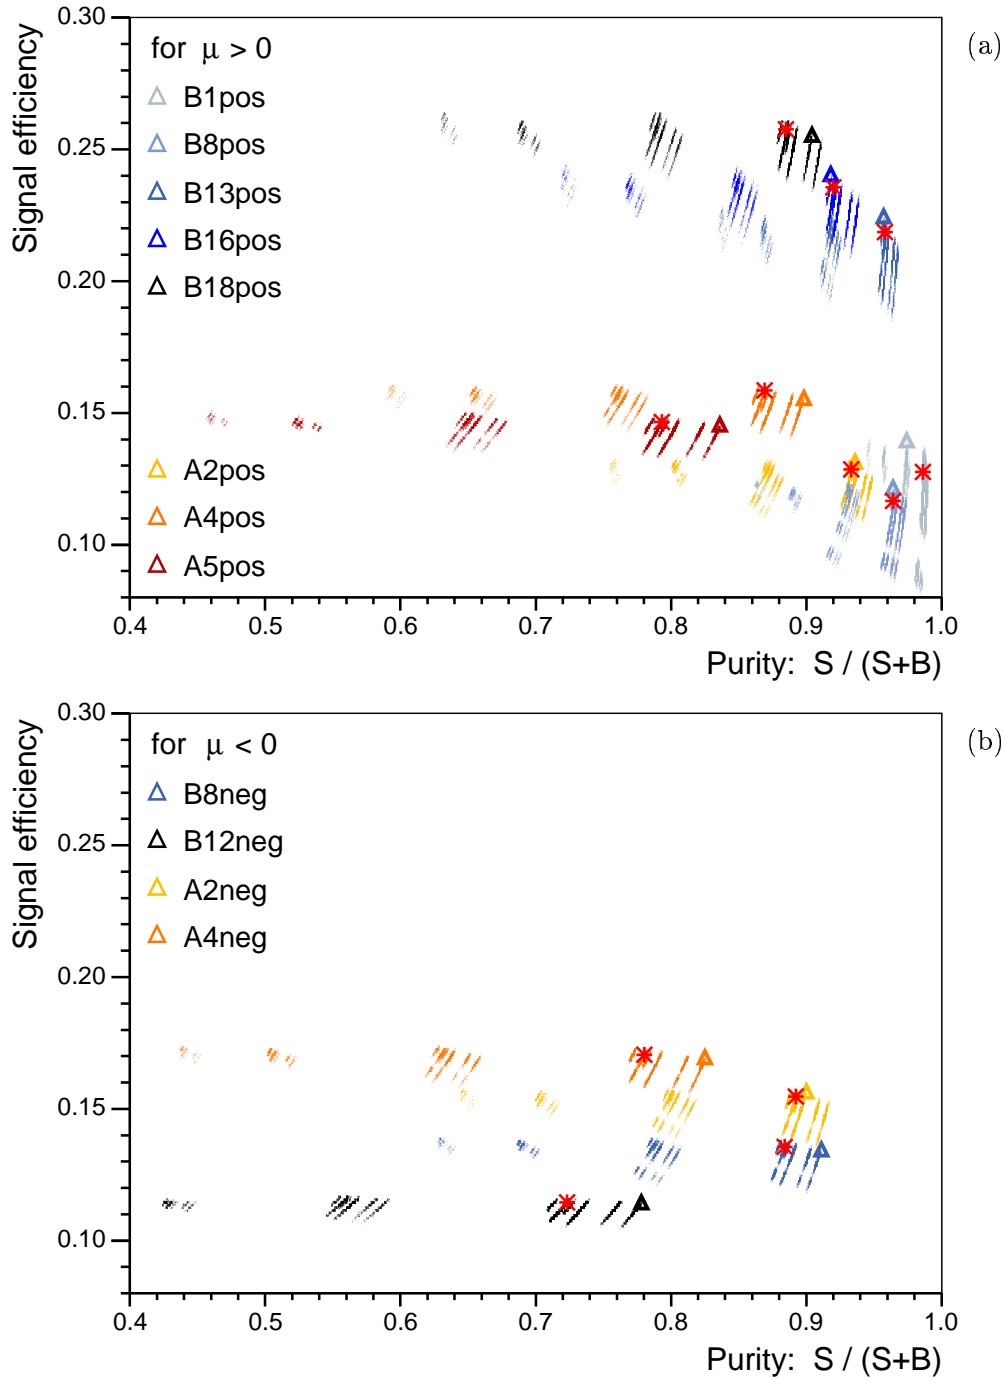 0.30
(a)
for μ > 0
B1pos
B8pos
0.25
B13pos
B16pos
B18pos
0.20
Signal efficiency
0.15
A2pos
A4pos
A5pos
0.10
0.4 0.5 0.6 0.7 0.8 0.9 1.0
Purity: S / (S+B)
0.30
(b)
for μ < 0
B8neg
B12neg
0.25
A2neg
A4neg
Signal efficiency
0.20
0.15
0.10
0.4 0.5 0.6 0.7 0.8 0.9 1.0
Purity: S / (S+B)